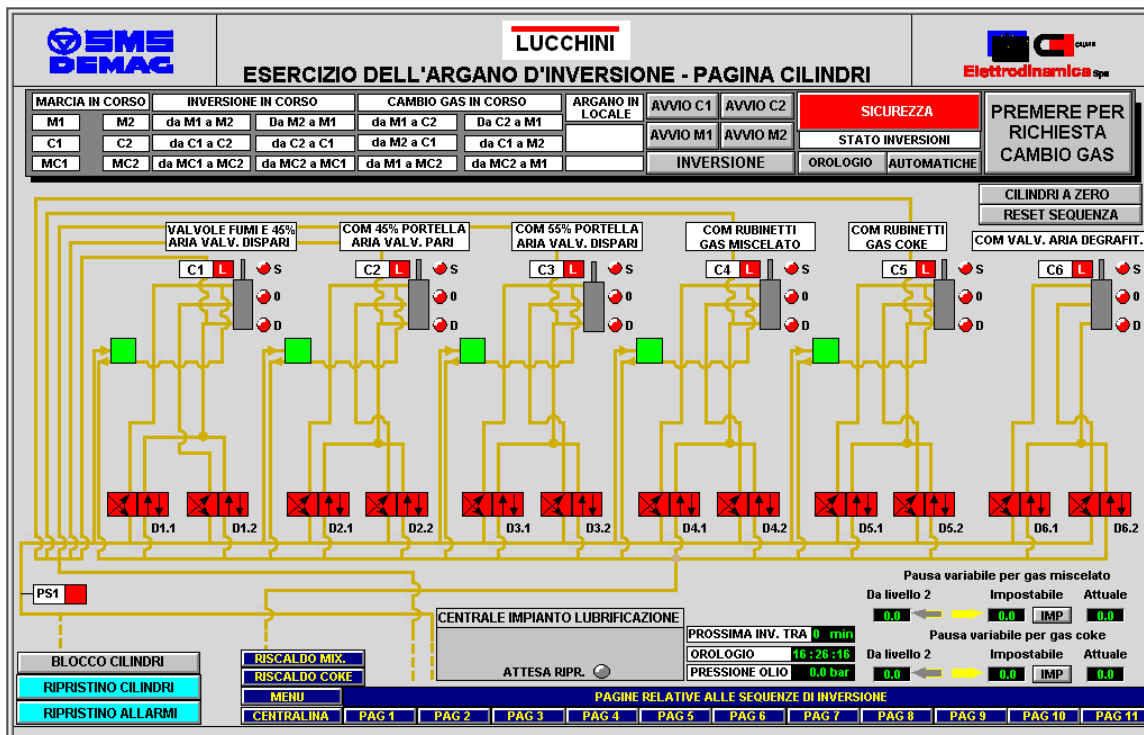 SMS
DEMAG
LUCCHINI
ESERCIZIO DELL'ARGANO D'INVERSIONE - PAGINA CILINDRI
Elettrodinamica Spa
MARCIA IN CORSO
M1 M2
C1 C2
MC1 MC2
INVERSIONE IN CORSO
da M1 a M2 Da M2 a M1
da C1 a C2 da C2 a C1
da MC1 a MC2 da MC2 a MC1
CAMBIO GAS IN CORSO
da M1 a C2 Da C2 a M1
da M2 a C1 da C1 a M2
da M1 a MC2 da MC2 a M1
ARGANO IN
LOCALE
AVVIO C1 AVVIO C2
AVVIO M1 AVVIO M2
INVERSIONE
SICUREZZA
STATO INVERSIONI
OROLOGIO AUTOMATICHE
PREMERE PER
RICHIESTA
CAMBIO GAS
CILINDRI A ZERO
RESET SEQUENZA
VALVOLE FUMI E 45%
ARIA VALV. DISPARI
COM 45% PORTELLA
ARIA VALV. PARI
COM 55% PORTELLA
ARIA VALV. DISPARI
COM RUBINETTI
GAS MISCELATO
COM RUBINETTI
GAS COKE
COM VALV. ARIA DEGRAFIT.
C1 L S
0
D
C2 L S
0
D
C3 L S
0
D
C4 L S
0
D
C5 L S
0
D
C6 L S
0
D
D1.1 D1.2 D2.1 D2.2 D3.1 D3.2 D4.1 D4.2 D5.1 D5.2 D6.1 D6.2
PS1
BLOCCO CILINDRI
RIPRISTINO CILINDRI
RIPRISTINO ALLARMI
RISCALDO MIX.
RISCALDO COKE
MENU
CENTRALINA
CENTRALE IMPIANTO LUBRIFICAZIONE
ATTESA RIPR.
PROSSIMA INV. TRA 0 min
OROLOGIO 16:26:16
PRESSIONE OLIO 0.0 bar
Pausa variabile per gas miscelato
Da livello 2 Impostabile Attuale
0.0 0.0 IMP 0.0
Pausa variabile per gas coke
Da livello 2 Impostabile Attuale
0.0 0.0 IMP 0.0
PAGINE RELATIVE ALLE SEQUENZE DI INVERSIONE
PAG 1 PAG 2 PAG 3 PAG 4 PAG 5 PAG 6 PAG 7 PAG 8 PAG 9 PAG 10 PAG 11